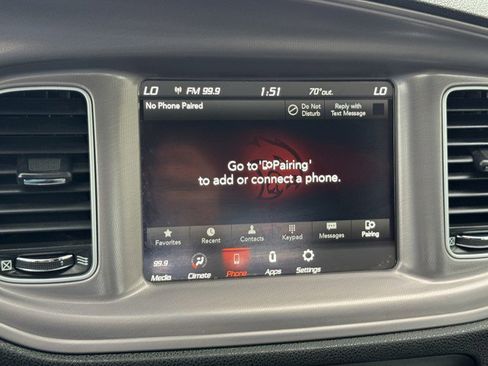 LO FM 99.9 1:51 70°out. LO
No Phone Paired
Do Not Disturb
Reply with Text Message
Go to 'Pairing'
to add or connect a phone.
Favorites Recent Contacts Keypad Messages Pairing
99.9
Media Climate Phone Apps Settings